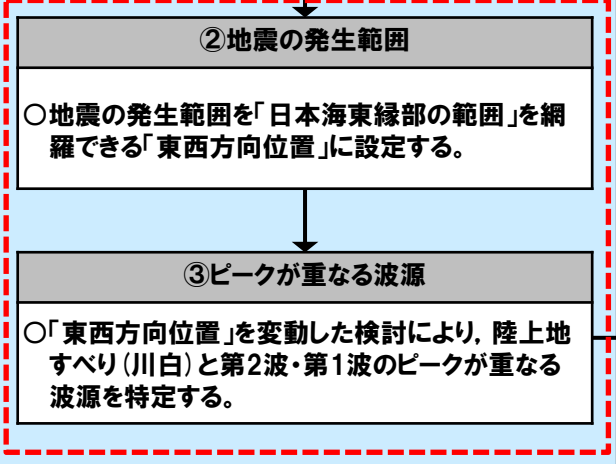 ②地震の発生範囲
○地震の発生範囲を「日本海東縁部の範囲」を網
羅できる「東西方向位置」に設定する。
③ピークが重なる波源
○「東西方向位置」を変動した検討により，陸上地
すべり（川白）と第2波・第1波のピークが重なる
波源を特定する。